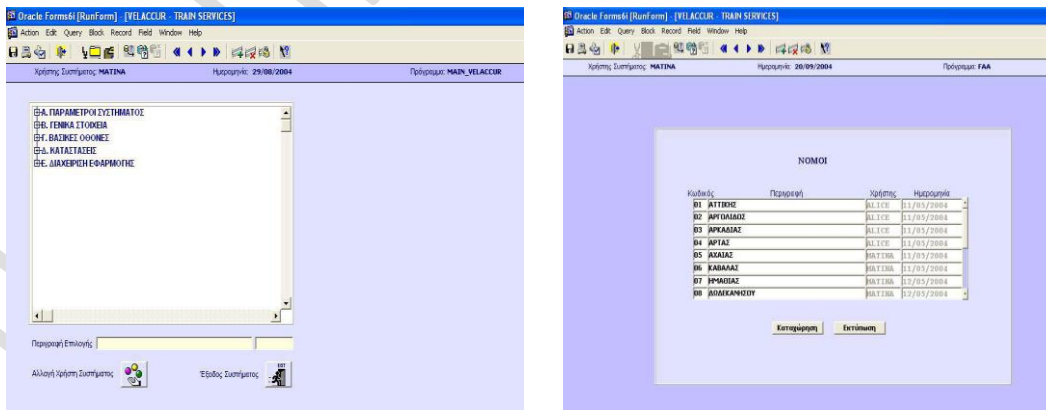 Oracle Forms6i [RunForm] - [VELACCUR - TRAIN SERVICES]
Action Edit Query Block Record Field Window Help
Χρήστης Συστήματος: MATINA Ημερομηνία: 29/08/2004 Πρόγραμμα: MAIN_VELACCUR
Α. ΠΑΡΑΜΕΤΡΟΙ ΣΥΣΤΗΜΑΤΟΣ
Β. ΓΕΝΙΚΑ ΣΤΟΙΧΕΙΑ
Γ. ΒΑΣΙΚΕΣ ΟΘΟΝΕΣ
Δ. ΚΑΤΑΣΤΑΣΕΙΣ
Ε. ΔΙΑΧΕΙΡΙΣΗ ΕΦΑΡΜΟΓΗΣ
Περιγραφή Επιλογής
Αλλαγή Χρήστη Συστήματος Έξοδος Συστήματος EXIT
Oracle Forms6i [RunForm] - [VELACCUR - TRAIN SERVICES]
Action Edit Query Block Record Field Window Help
Χρήστης Συστήματος: MATINA Ημερομηνία: 20/09/2004 Πρόγραμμα: FAA
ΝΟΜΟΙ
Κωδικός Περιγραφή Χρήστης Ημερομηνία
01 ΑΤΤΙΚΗΣ ALICE 11/05/2004
02 ΑΡΓΟΛΙΔΟΣ ALICE 11/05/2004
03 ΑΡΚΑΔΙΑΣ ALICE 11/05/2004
04 ΑΡΤΑΣ ALICE 11/05/2004
05 ΑΧΑΙΑΣ MATINA 11/05/2004
06 ΚΑΒΑΛΑΣ MATINA 11/05/2004
07 ΗΜΑΘΙΑΣ MATINA 12/05/2004
08 ΔΩΔΕΚΑΝΗΣΟΥ MATINA 12/05/2004
Καταχώρηση Εκτύπωση